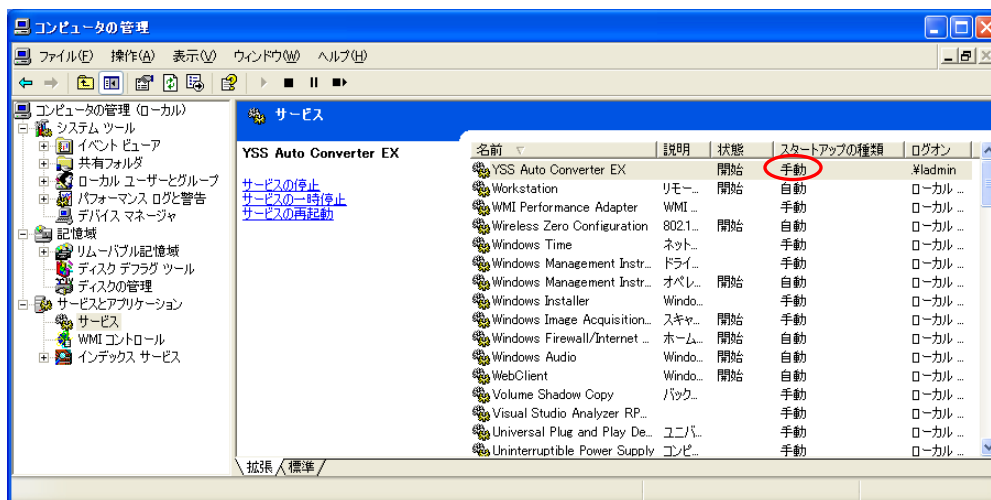 コンピュータの管理
ファイル(F) 操作(A) 表示(V) ウィンドウ(W) ヘルプ(H)
コンピュータの管理 (ローカル)
システム ツール
イベント ビューア
共有フォルダ
ローカル ユーザーとグループ
パフォーマンス ログと警告
デバイス マネージャ
記憶域
リムーバブル記憶域
ディスク デフラグ ツール
ディスクの管理
サービスとアプリケーション
サービス
WMI コントロール
インデックス サービス
サービス
YSS Auto Converter EX
サービスの停止
サービスの一時停止
サービスの再起動
名前 説明 状態 スタートアップの種類 ログオン
YSS Auto Converter EX 開始 手動 .¥ladmin
Workstation リモー... 開始 自動 ローカル ...
WMI Performance Adapter WMI ... 手動 ローカル ...
Wireless Zero Configuration 802.1... 開始 自動 ローカル ...
Windows Time ネット... 手動 ローカル ...
Windows Management Instr... ドライ... 手動 ローカル ...
Windows Management Instr... オペレ... 開始 自動 ローカル ...
Windows Installer Windo... 手動 ローカル ...
Windows Image Acquisition... スキャ... 開始 手動 ローカル ...
Windows Firewall/Internet ... ホーム... 開始 自動 ローカル ...
Windows Audio Windo... 開始 自動 ローカル ...
WebClient Windo... 開始 自動 ローカル ...
Volume Shadow Copy バック... 手動 ローカル ...
Visual Studio Analyzer RP... 手動 ローカル ...
Universal Plug and Play De... ユニバ... 手動 ローカル ...
Uninterruptible Power Supply コンピ... 手動 ローカル ...
拡張 標準